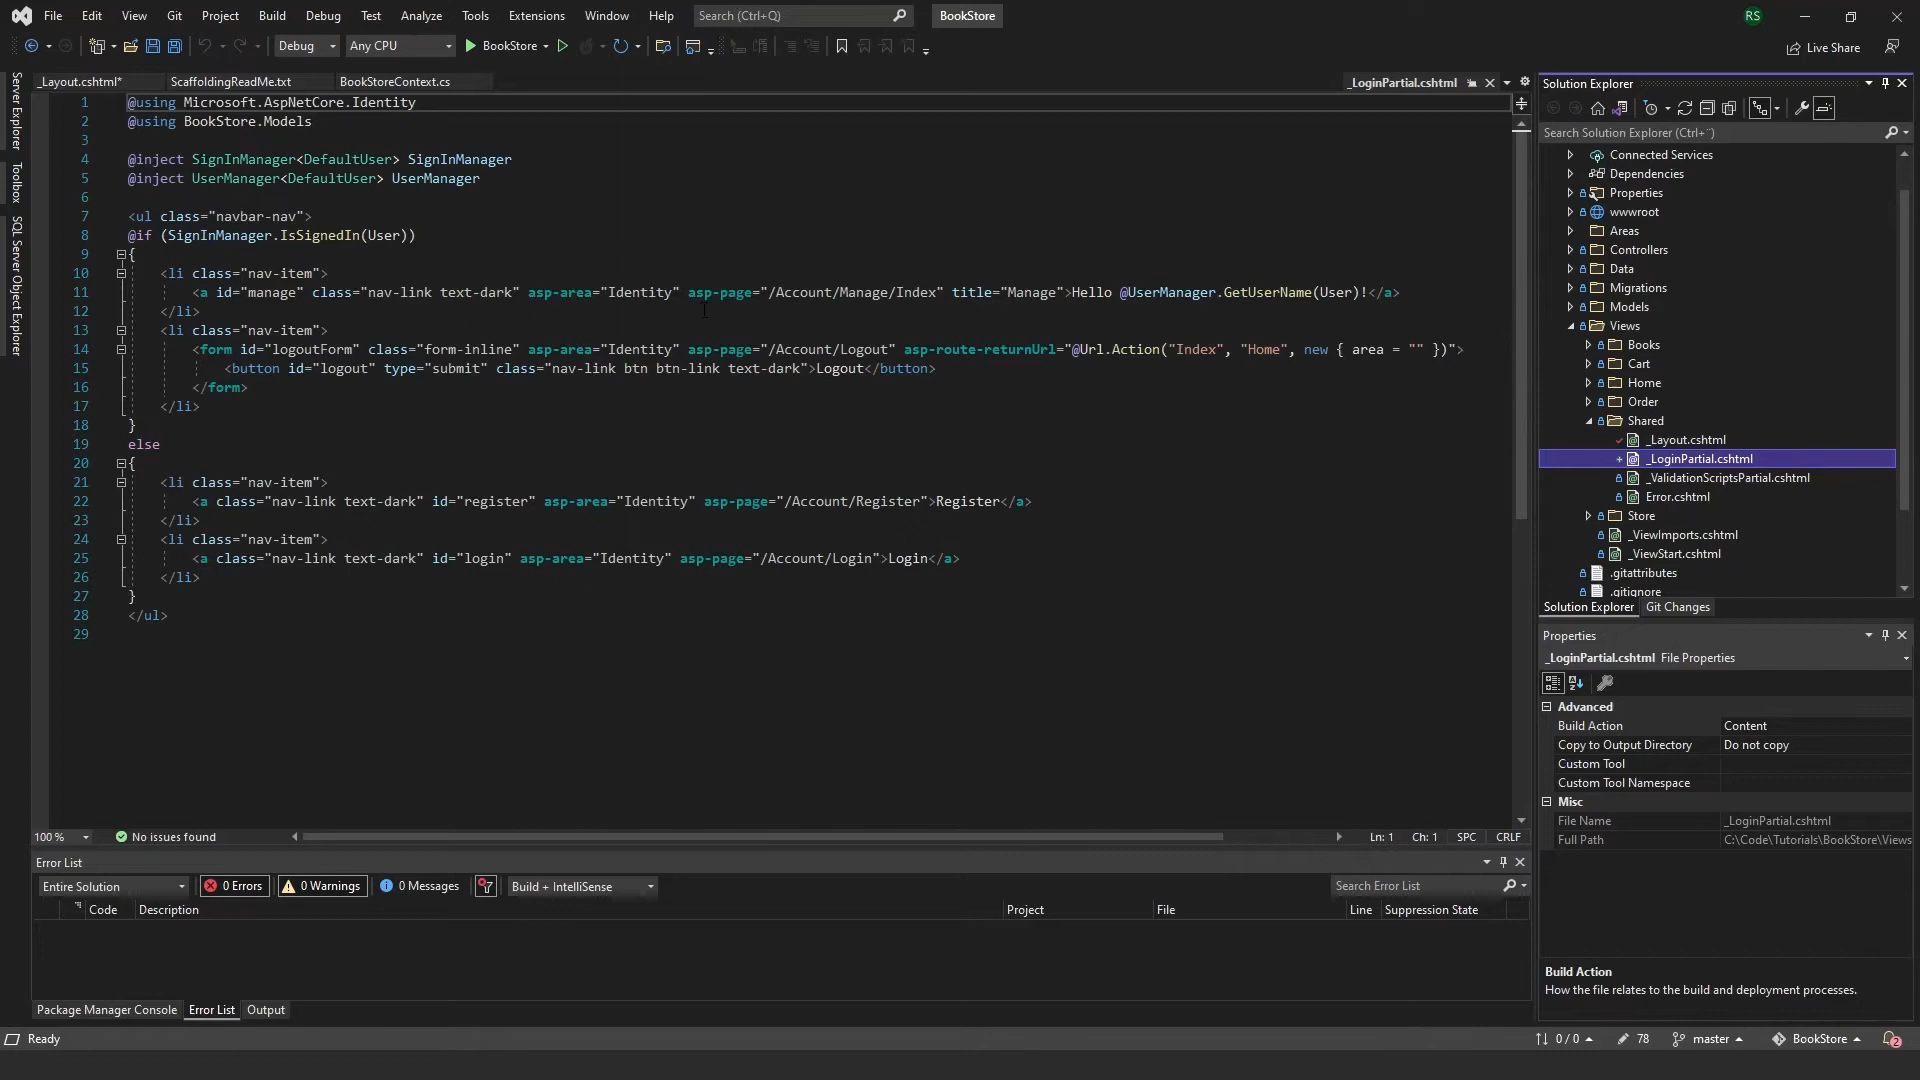 File Edit View Git Project Build Debug Test Analyze Tools Extensions Window Help Search (Ctrl+Q) BookStore RS
Debug Any CPU BookStore Live Share
Server Explorer
Toolbox
SQL Server Object Explorer
_Layout.cshtml* ScaffoldingReadMe.txt BookStoreContext.cs _LoginPartial.cshtml
1 @using Microsoft.AspNetCore.Identity
2 @using BookStore.Models
3
4 @inject SignInManager<DefaultUser> SignInManager
5 @inject UserManager<DefaultUser> UserManager
6
7 <ul class="navbar-nav">
8 @if (SignInManager.IsSignedIn(User))
9 {
10 <li class="nav-item">
11 <a id="manage" class="nav-link text-dark" asp-area="Identity" asp-page="/Account/Manage/Index" title="Manage">Hello @UserManager.GetUserName(User)!</a>
12 </li>
13 <li class="nav-item">
14 <form id="logoutForm" class="form-inline" asp-area="Identity" asp-page="/Account/Logout" asp-route-returnUrl="@Url.Action("Index", "Home", new { area = "" })">
15 <button id="logout" type="submit" class="nav-link btn btn-link text-dark">Logout</button>
16 </form>
17 </li>
18 }
19 else
20 {
21 <li class="nav-item">
22 <a class="nav-link text-dark" id="register" asp-area="Identity" asp-page="/Account/Register">Register</a>
23 </li>
24 <li class="nav-item">
25 <a class="nav-link text-dark" id="login" asp-area="Identity" asp-page="/Account/Login">Login</a>
26 </li>
27 }
28 </ul>
29
100 % No issues found Ln: 1 Ch: 1 SPC CRLF
Error List
Entire Solution 0 Errors 0 Warnings 0 Messages Build + IntelliSense Search Error List
Code Description Project File Line Suppression State
Package Manager Console Error List Output
Solution Explorer
Search Solution Explorer (Ctrl+¨)
Connected Services
Dependencies
Properties
wwwroot
Areas
Controllers
Data
Migrations
Models
Views
Books
Cart
Home
Order
Shared
_Layout.cshtml
_LoginPartial.cshtml
_ValidationScriptsPartial.cshtml
Error.cshtml
Store
_ViewImports.cshtml
_ViewStart.cshtml
.gitattributes
.gitignore
Solution Explorer Git Changes
Properties
_LoginPartial.cshtml File Properties
Advanced
Build Action Content
Copy to Output Directory Do not copy
Custom Tool
Custom Tool Namespace
Misc
File Name _LoginPartial.cshtml
Full Path C:\Code\Tutorials\BookStore\Views
Build Action
How the file relates to the build and deployment processes.
Ready 0 / 0 78 master BookStore 2